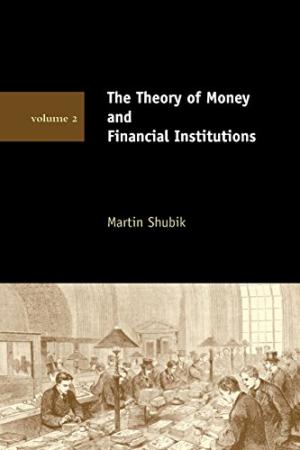 volume 2
The Theory of Money
and
Financial Institutions
Martin Shubik